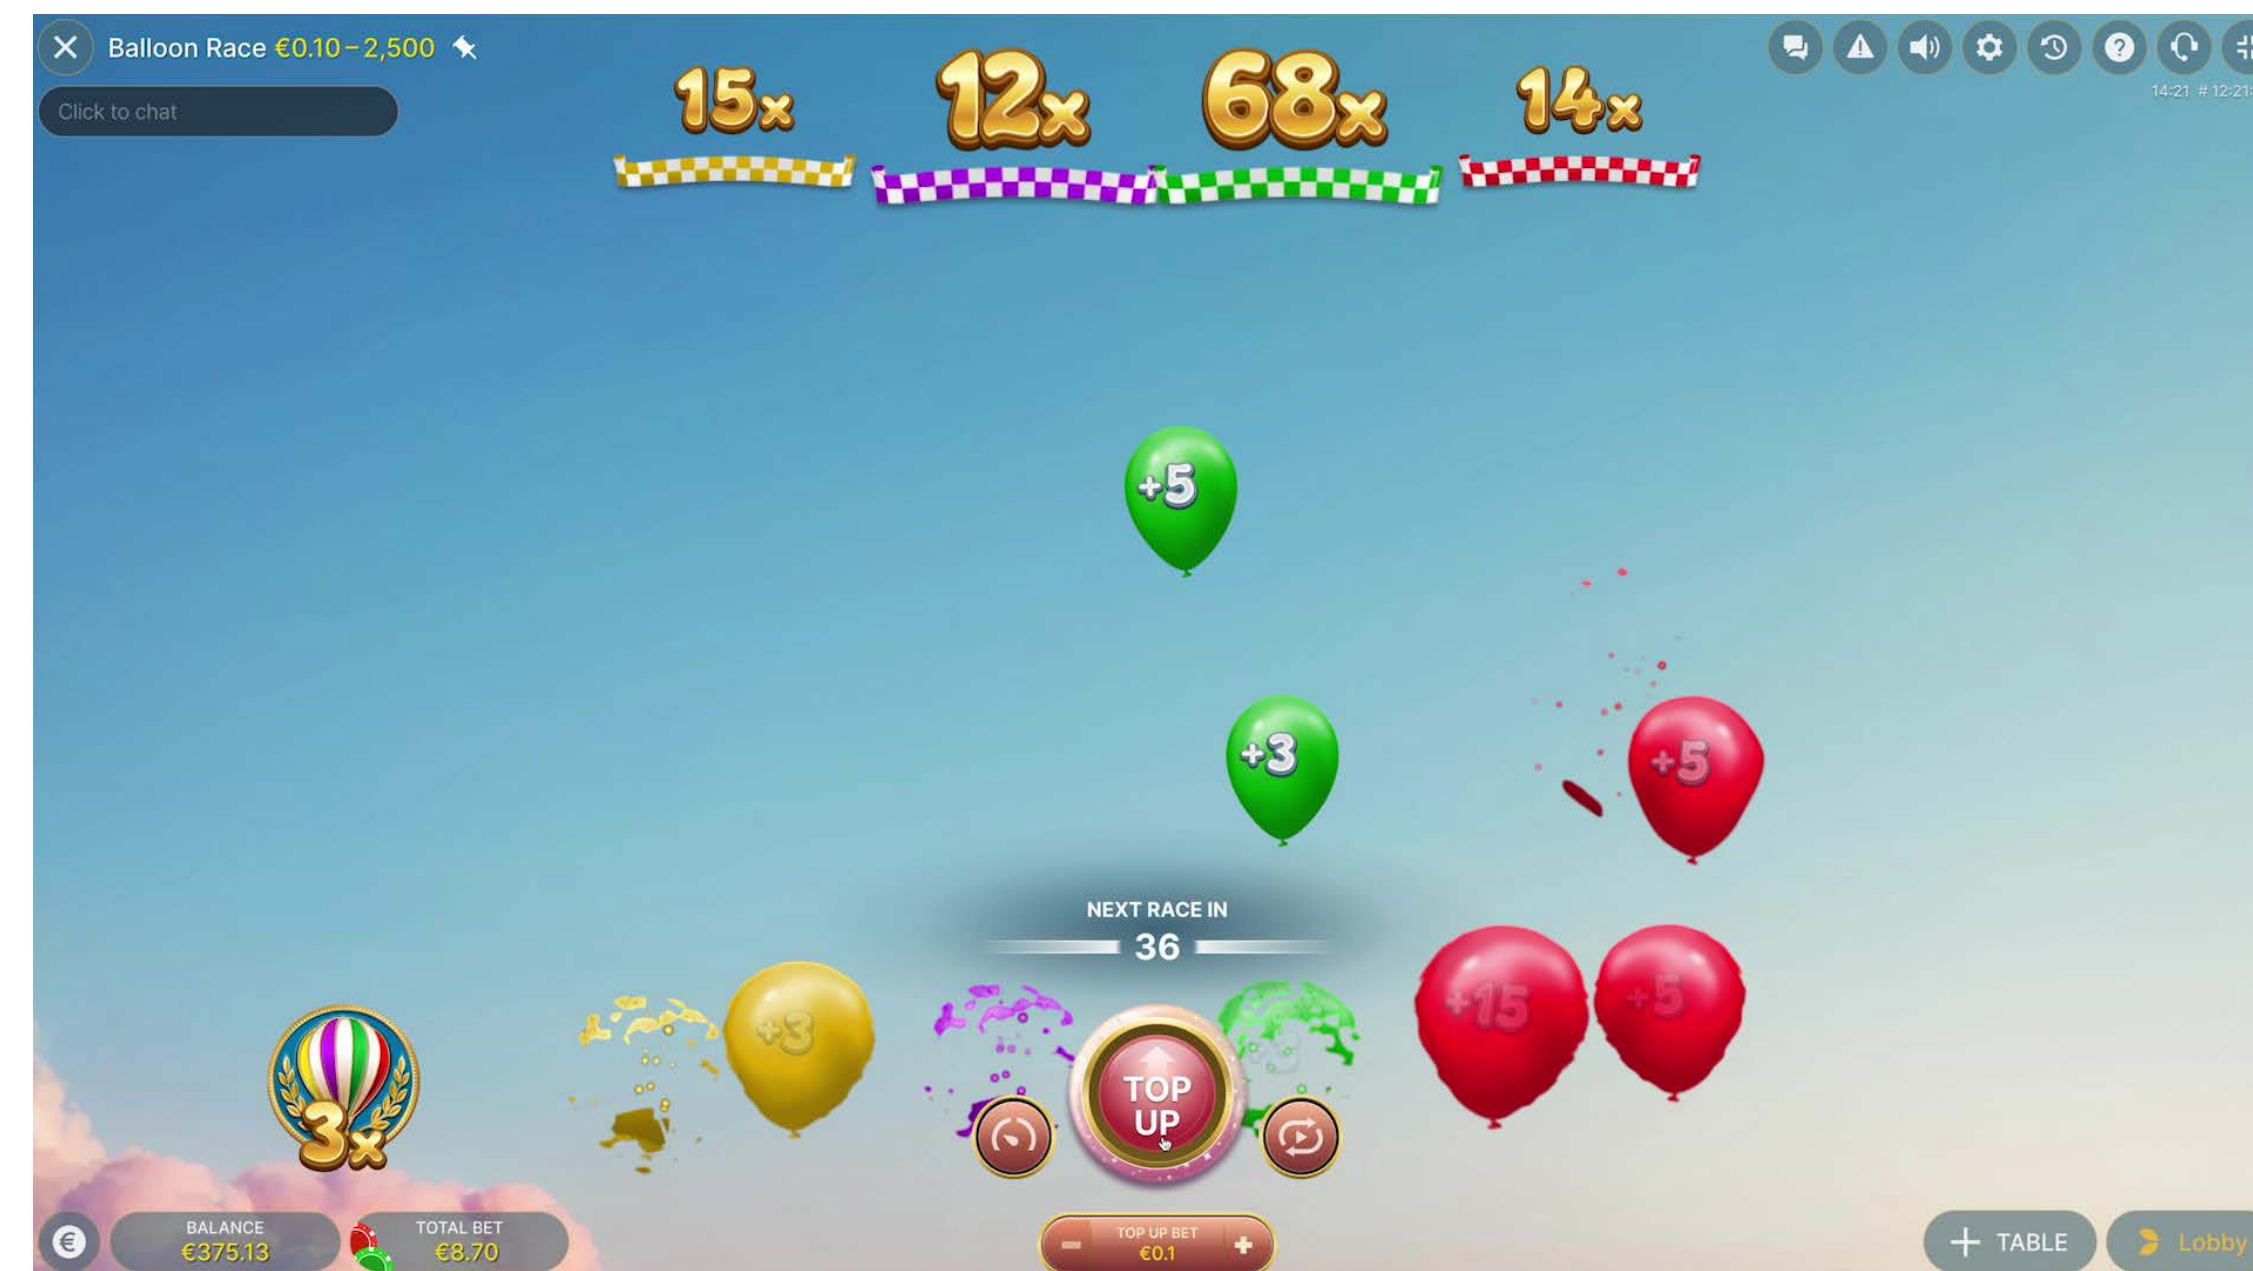 Balloon Race €0.10–2,500
Click to chat
15x
12x
68x
14x
14:21 # 12:21:
+5
+3
+5
NEXT RACE IN
36
+3
+15
+5
3x
TOP
UP
BALANCE
€375.13
TOTAL BET
€8.70
TOP UP BET
€0.1
+ TABLE
Lobby